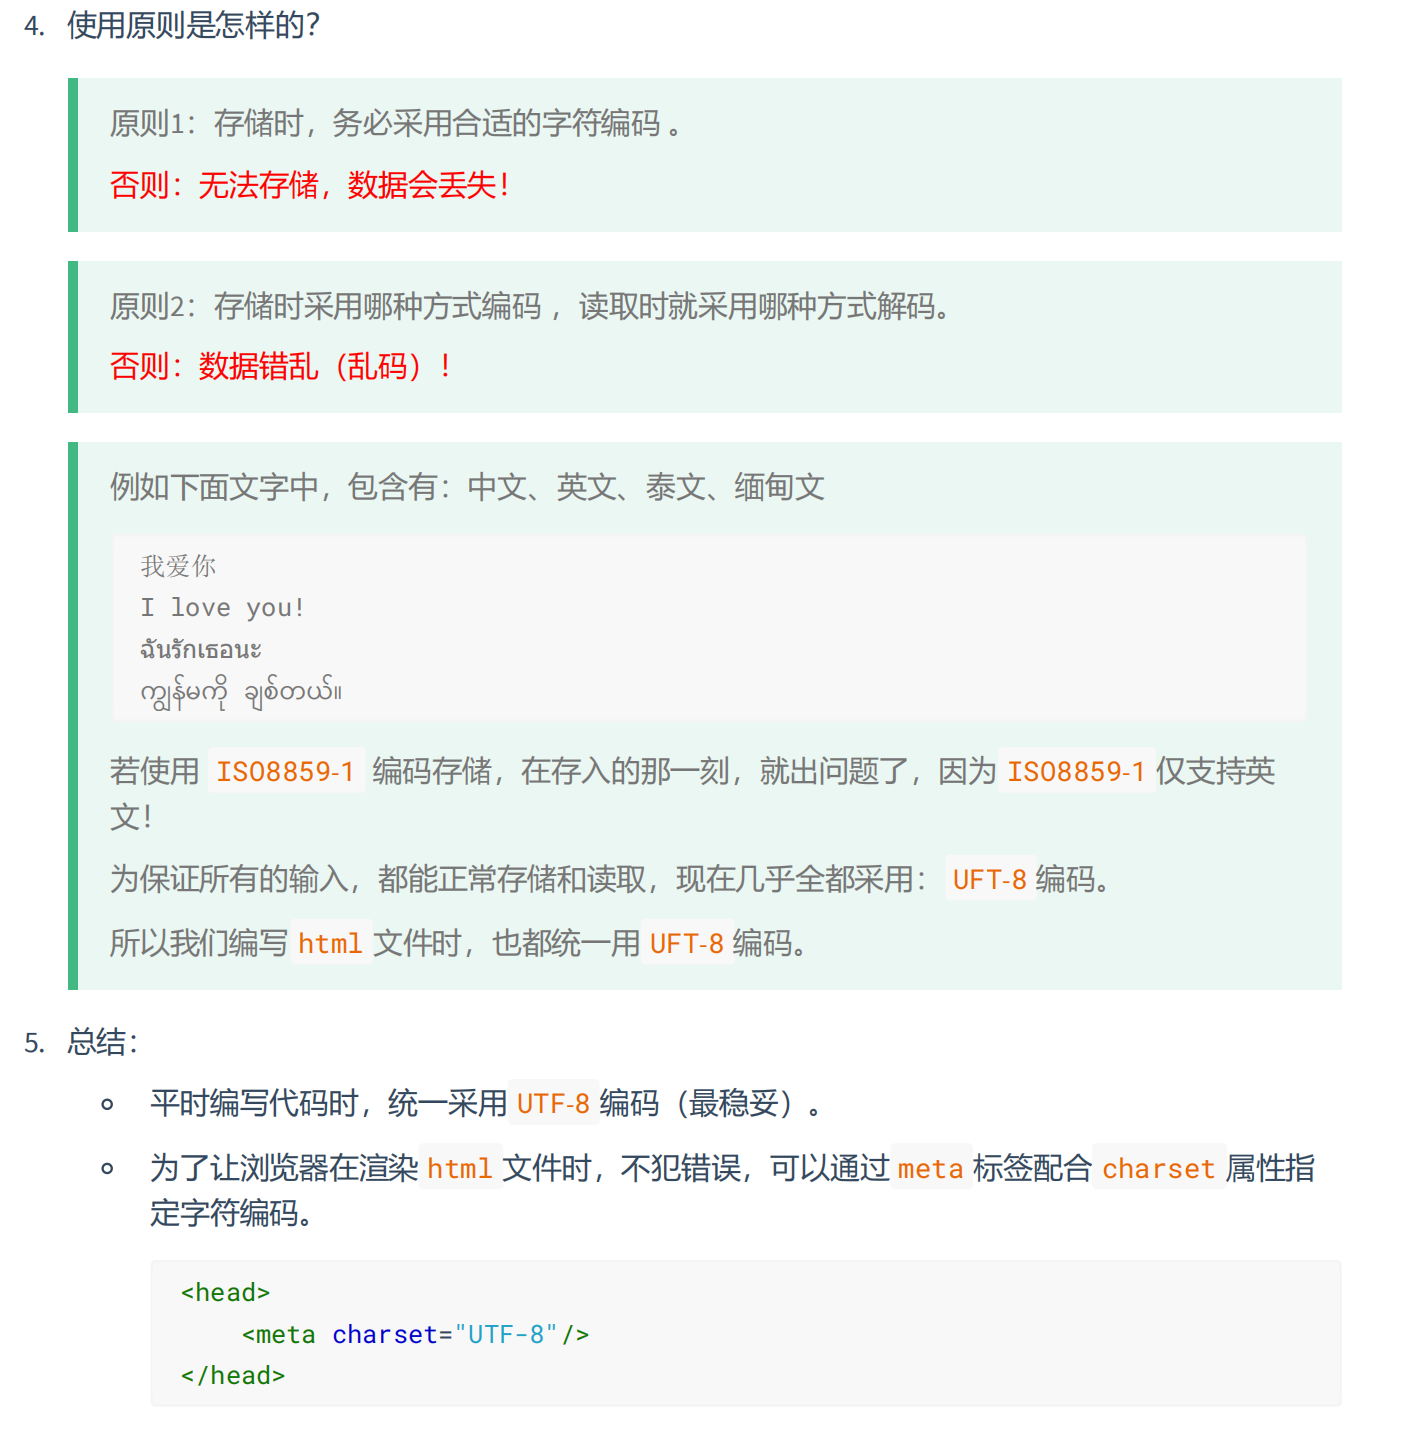 4. 使用原则是怎样的？
原则1：存储时，务必采用合适的字符编码 。
否则：无法存储，数据会丢失！
原则2：存储时采用哪种方式编码 ，读取时就采用哪种方式解码。
否则：数据错乱（乱码）！
例如下面文字中，包含有：中文、英文、泰文、缅甸文
我爱你
I love you!
ฉันรักเธอนะ
ကျွန်မကို ချစ်တယ်။
若使用 ISO8859-1 编码存储，在存入的那一刻，就出问题了，因为 ISO8859-1 仅支持英
文！
为保证所有的输入，都能正常存储和读取，现在几乎全都采用： UFT-8 编码。
所以我们编写 html 文件时，也都统一用 UFT-8 编码。
5. 总结：
平时编写代码时，统一采用 UTF-8 编码（最稳妥）。
为了让浏览器在渲染 html 文件时，不犯错误，可以通过 meta 标签配合 charset 属性指
定字符编码。
<head>
    <meta charset="UTF-8"/>
</head>